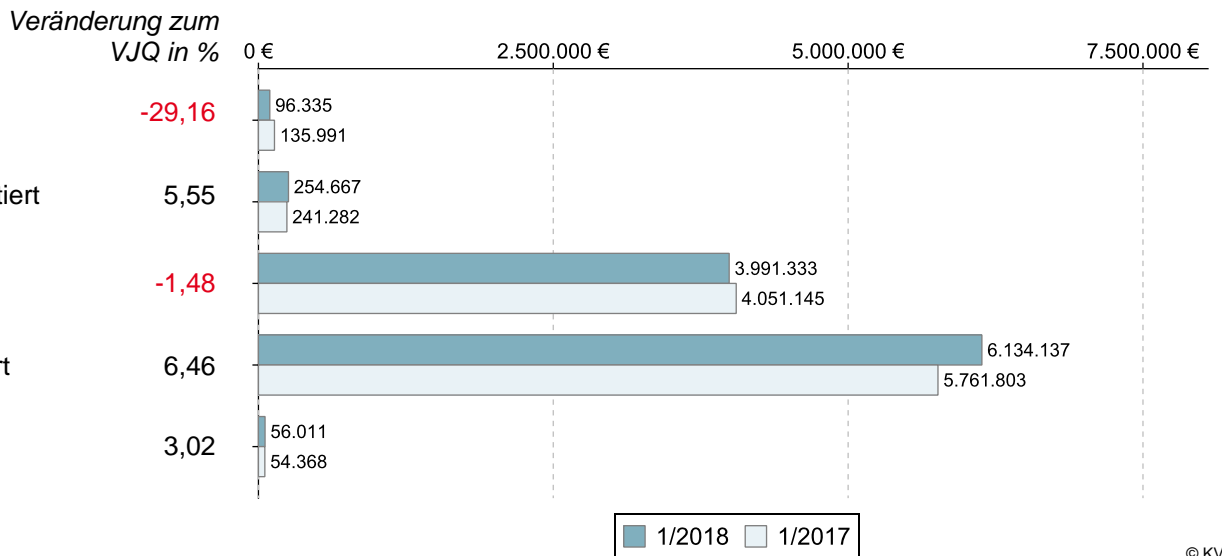 Veränderung zum
VJQ in %
0 € 2.500.000 € 5.000.000 € 7.500.000 €
-29,16 96.335
135.991
tiert 5,55 254.667
241.282
-1,48 3.991.333
4.051.145
rt 6,46 6.134.137
5.761.803
3,02 56.011
54.368
1/2018 1/2017
© KV